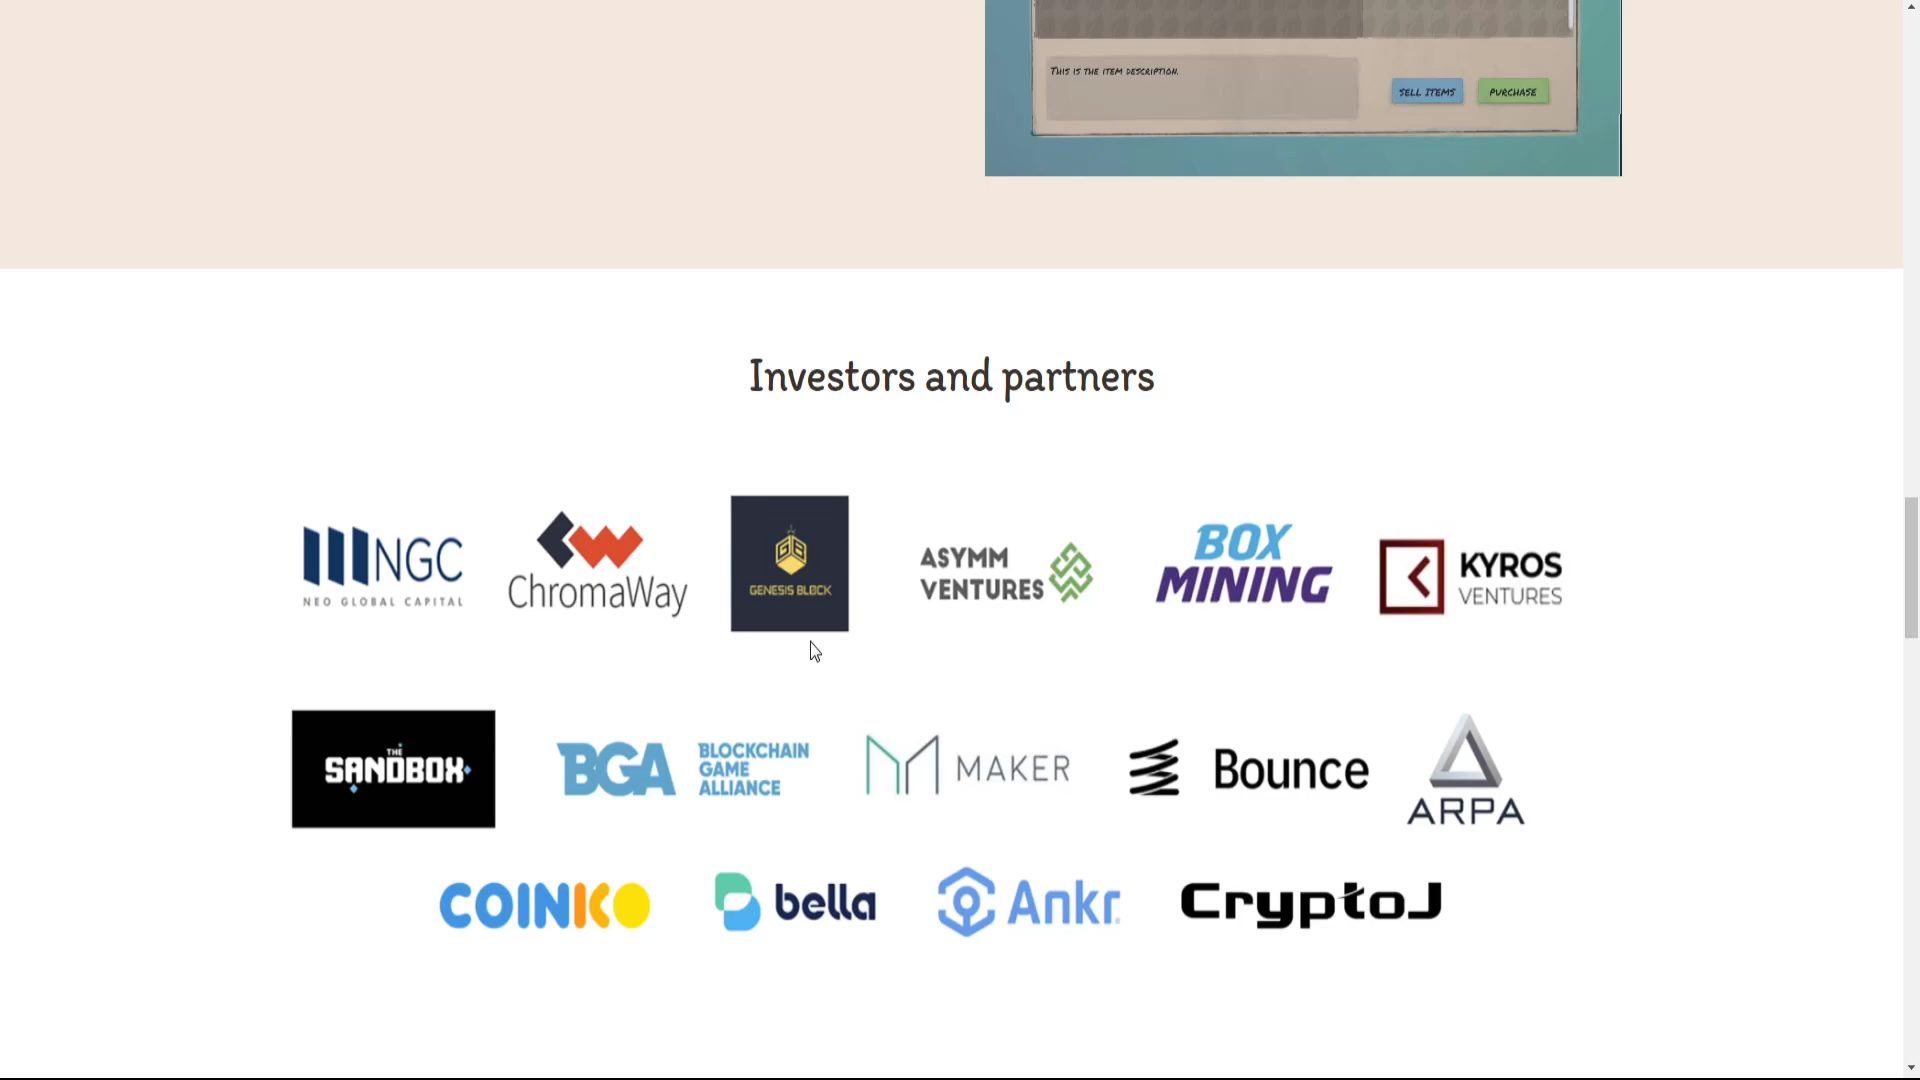 This is the item description.
SELL ITEMS
PURCHASE
Investors and partners
NGC
NEO GLOBAL CAPITAL
ChromaWay
GB
GENESIS BLOCK
ASYMM
VENTURES
BOX
MINING
KYROS
VENTURES
THE
SANDBOX
BGA
BLOCKCHAIN
GAME
ALLIANCE
MAKER
Bounce
ARPA
COINKO
bella
Ankr
CryptoJ